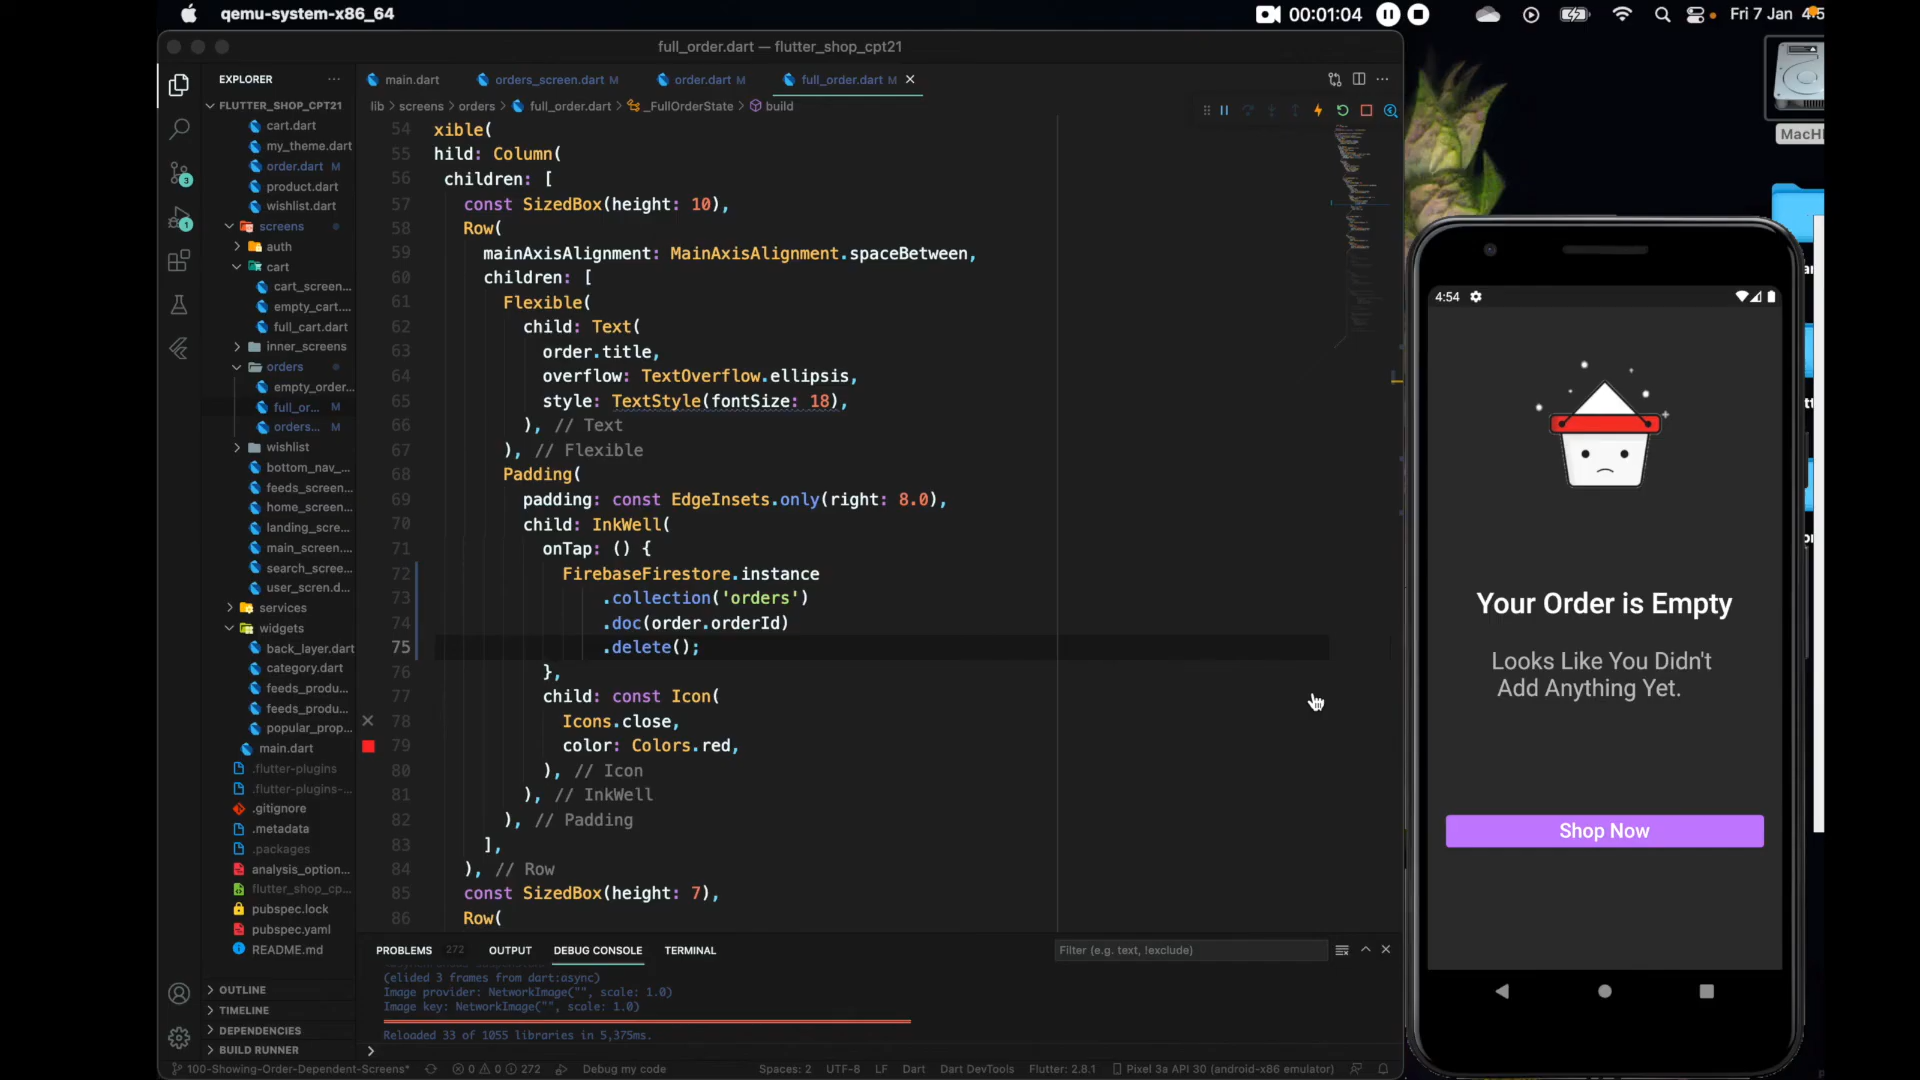 qemu-system-x86_64
00:01:04
Fri 7 Jan
full_order.dart — flutter_shop_cpt21
EXPLORER
main.dart
orders_screen.dart M
order.dart M
full_order.dart M
FLUTTER_SHOP_CPT21
lib > screens > orders > full_order.dart > _FullOrderState > build
cart.dart
my_theme.dart
order.dart M
product.dart
wishlist.dart
screens
auth
cart
cart_screen...
empty_cart....
full_cart.dart
inner_screens
orders
empty_order...
full_or... M
orders... M
wishlist
bottom_nav_...
feeds_screen...
home_screen...
landing_scre...
main_screen....
search_scree...
user_scren.d...
services
widgets
back_layer.dart
category.dart
feeds_produ...
feeds_produ...
popular_prop...
main.dart
.flutter-plugins
.flutter-plugins-...
.gitignore
.metadata
.packages
analysis_option...
flutter_shop_cp...
pubspec.lock
pubspec.yaml
README.md
OUTLINE
TIMELINE
DEPENDENCIES
BUILD RUNNER
3
1
54 xible(
55 hild: Column(
56 children: [
57 const SizedBox(height: 10),
58 Row(
59 mainAxisAlignment: MainAxisAlignment.spaceBetween,
60 children: [
61 Flexible(
62 child: Text(
63 order.title,
64 overflow: TextOverflow.ellipsis,
65 style: TextStyle(fontSize: 18),
66 ), // Text
67 ), // Flexible
68 Padding(
69 padding: const EdgeInsets.only(right: 8.0),
70 child: InkWell(
71 onTap: () {
72 FirebaseFirestore.instance
73 .collection('orders')
74 .doc(order.orderId)
75 .delete();
76 },
77 child: const Icon(
78 Icons.close,
79 color: Colors.red,
80 ), // Icon
81 ), // InkWell
82 ), // Padding
83 ],
84 ), // Row
85 const SizedBox(height: 7),
86 Row(
PROBLEMS 272
OUTPUT
DEBUG CONSOLE
TERMINAL
Filter (e.g. text, !exclude)
(elided 3 frames from dart:async)
Image provider: NetworkImage("", scale: 1.0)
Image key: NetworkImage("", scale: 1.0)
Reloaded 33 of 1055 libraries in 5,375ms.
100-Showing-Order-Dependent-Screens*
0
0
272
Debug my code
Spaces: 2
UTF-8
LF
Dart
Dart DevTools
Flutter: 2.8.1
Pixel 3a API 30 (android-x86 emulator)
4:54
Your Order is Empty
Looks Like You Didn't
Add Anything Yet.
Shop Now